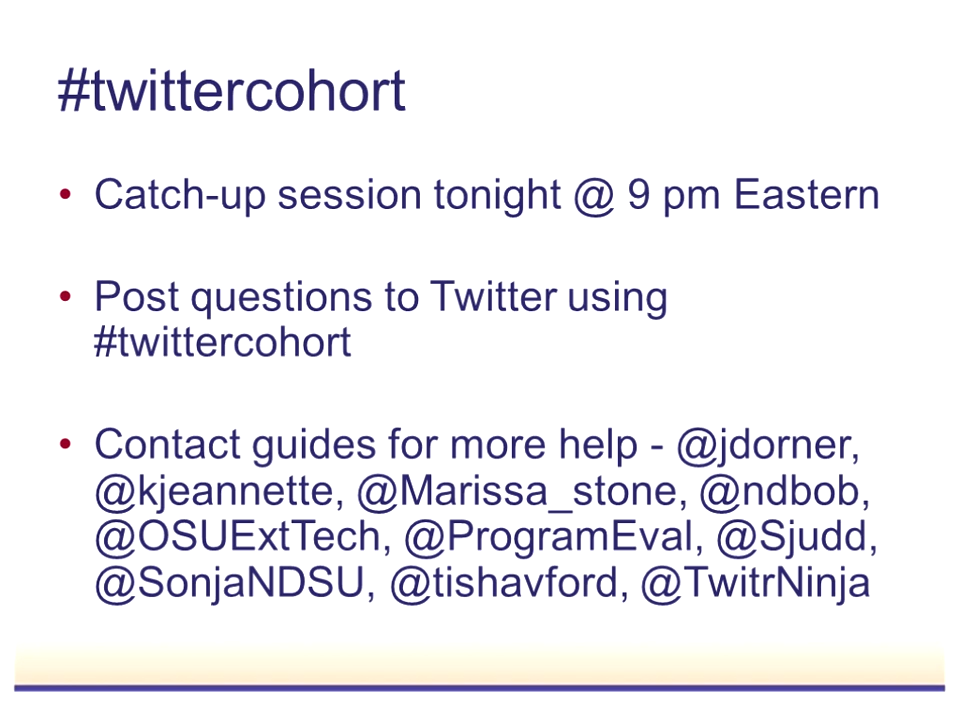 #twittercohort
• Catch-up session tonight @ 9 pm Eastern
• Post questions to Twitter using
#twittercohort
• Contact guides for more help - @jdorner,
@kjeannette, @Marissa_stone, @ndbob,
@OSUExtTech, @ProgramEval, @Sjudd,
@SonjaNDSU, @tishavford, @TwitrNinja